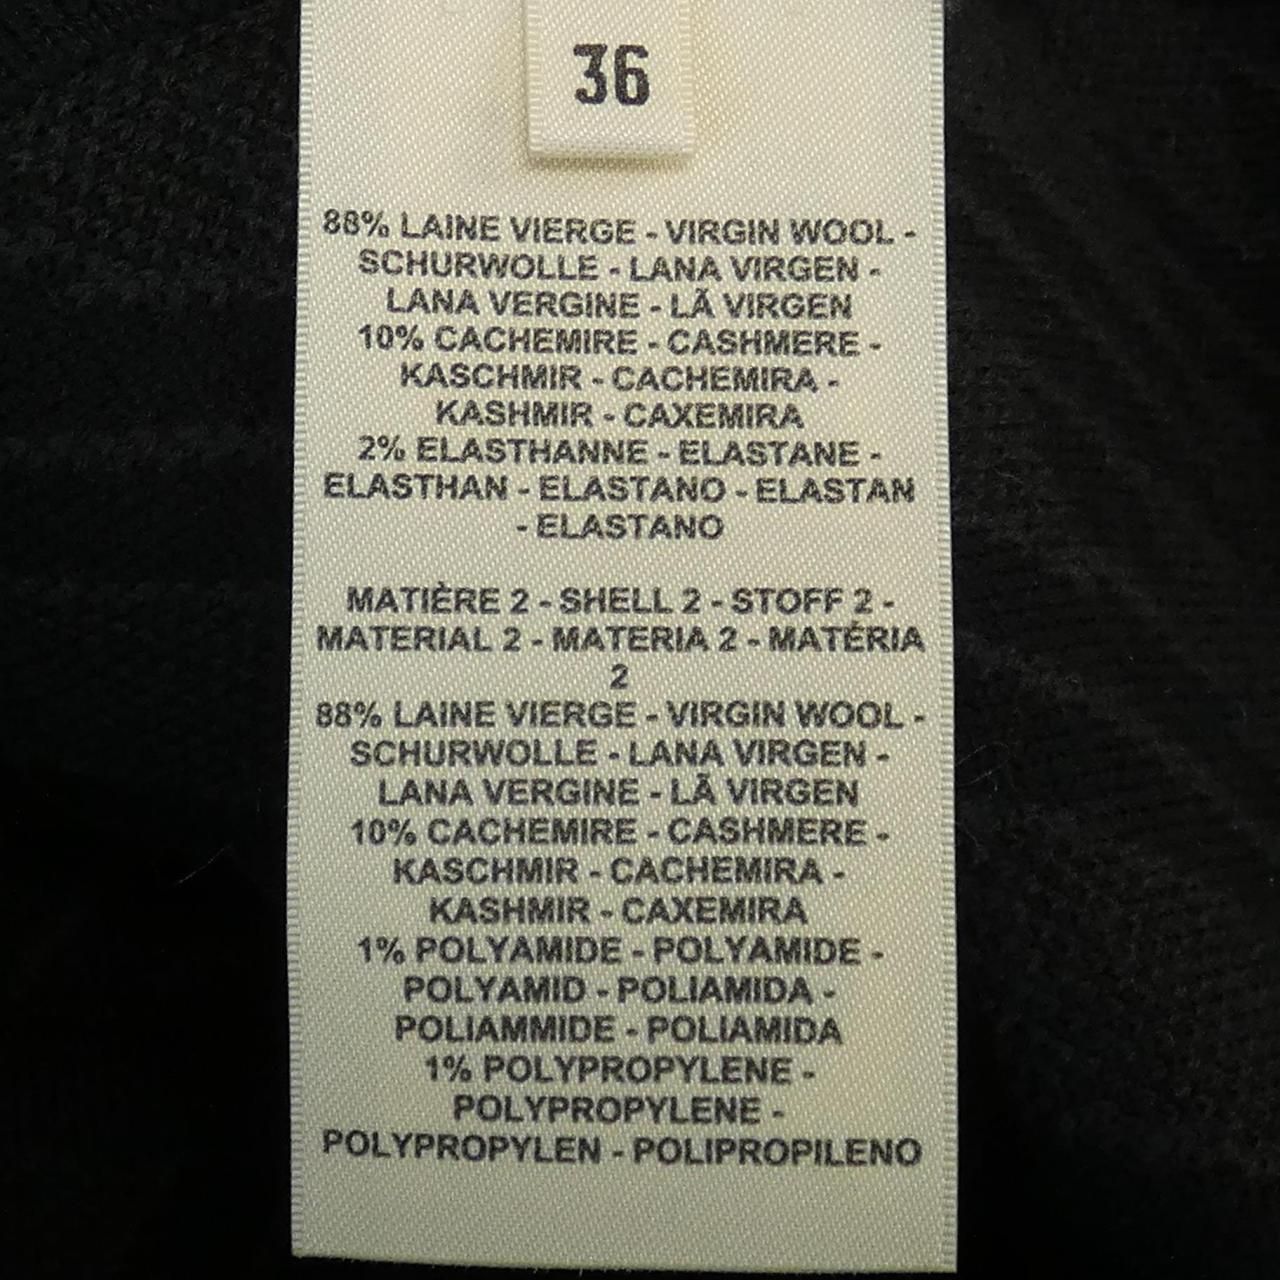 36
88% LAINE VIERGE - VIRGIN WOOL -
SCHURWOLLE - LANA VIRGEN -
LANA VERGINE - LÃ VIRGEN
10% CACHEMIRE - CASHMERE -
KASCHMIR - CACHEMIRA -
KASHMIR - CAXEMIRA
2% ELASTHANNE - ELASTANE -
ELASTHAN - ELASTANO - ELASTAN
- ELASTANO
MATIÈRE 2 - SHELL 2 - STOFF 2 -
MATERIAL 2 - MATERIA 2 - MATÉRIA
2
88% LAINE VIERGE - VIRGIN WOOL -
SCHURWOLLE - LANA VIRGEN -
LANA VERGINE - LÃ VIRGEN
10% CACHEMIRE - CASHMERE -
KASCHMIR - CACHEMIRA -
KASHMIR - CAXEMIRA
1% POLYAMIDE - POLYAMIDE -
POLYAMID - POLIAMIDA -
POLIAMMIDE - POLIAMIDA
1% POLYPROPYLENE -
POLYPROPYLENE -
POLYPROPYLEN - POLIPROPILENO